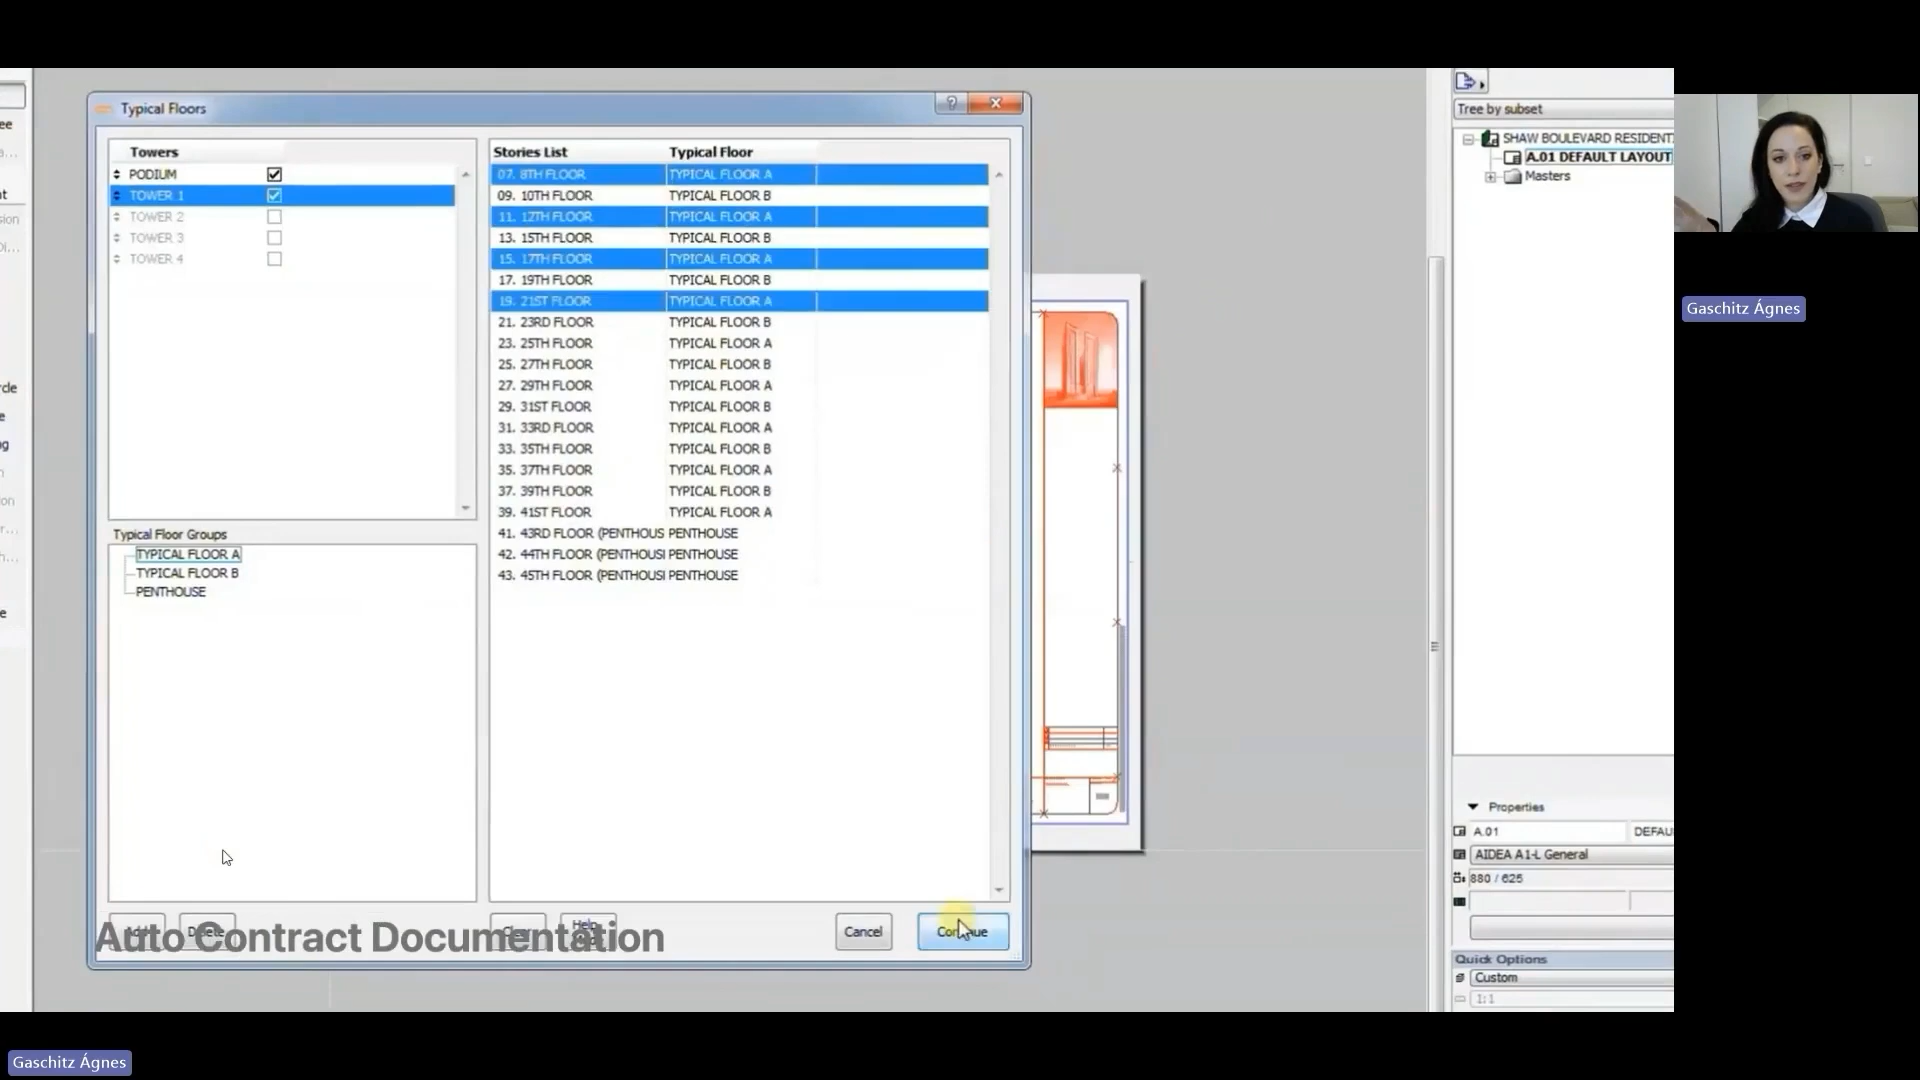 Typical Floors
Towers
PODIUM
TOWER 1
TOWER 2
TOWER 3
TOWER 4
Typical Floor Groups
TYPICAL FLOOR A
TYPICAL FLOOR B
PENTHOUSE
Stories List Typical Floor
07. 8TH FLOOR TYPICAL FLOOR A
09. 10TH FLOOR TYPICAL FLOOR B
11. 12TH FLOOR TYPICAL FLOOR A
13. 15TH FLOOR TYPICAL FLOOR B
15. 17TH FLOOR TYPICAL FLOOR A
17. 19TH FLOOR TYPICAL FLOOR B
19. 21ST FLOOR TYPICAL FLOOR A
21. 23RD FLOOR TYPICAL FLOOR B
23. 25TH FLOOR TYPICAL FLOOR A
25. 27TH FLOOR TYPICAL FLOOR B
27. 29TH FLOOR TYPICAL FLOOR A
29. 31ST FLOOR TYPICAL FLOOR B
31. 33RD FLOOR TYPICAL FLOOR A
33. 35TH FLOOR TYPICAL FLOOR B
35. 37TH FLOOR TYPICAL FLOOR A
37. 39TH FLOOR TYPICAL FLOOR B
39. 41ST FLOOR TYPICAL FLOOR A
41. 43RD FLOOR (PENTHOUS PENTHOUSE
42. 44TH FLOOR (PENTHOUSI PENTHOUSE
43. 45TH FLOOR (PENTHOUSI PENTHOUSE
Delete
Help
Cancel
Auto Contract Documentation
Tree by subset
SHAW BOULEVARD RESIDENT
A.01 DEFAULT LAYOUT
Masters
Properties
A.01 DEFAU
AIDEA A1-L General
880 / 625
Quick Options
Custom
1:1
Gaschitz Ágnes
Gaschitz Ágnes